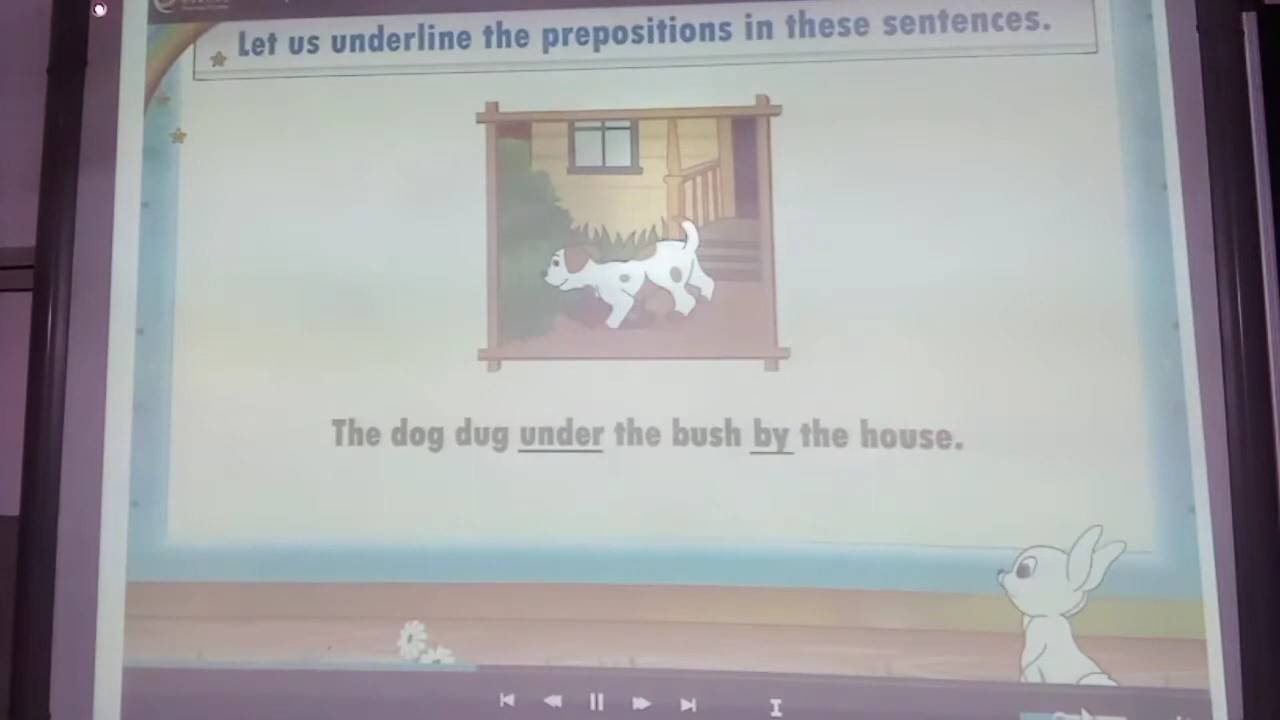 Let us underline the prepositions in these sentences.
The dog dug under the bush by the house.